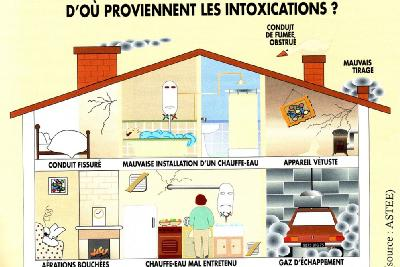 D'OÙ PROVIENNENT LES INTOXICATIONS ?
CONDUIT
DE FUMÉE
OBSTRUÉ
MAUVAIS
TIRAGE
CONDUIT FISSURÉ
MAUVAISE INSTALLATION D'UN CHAUFFE-EAU
APPAREIL VÉTUSTE
AÉRATIONS BOUCHÉES
CHAUFFE-EAU MAL ENTRETENU
GAZ D'ÉCHAPPEMENT
source : ASTEE)